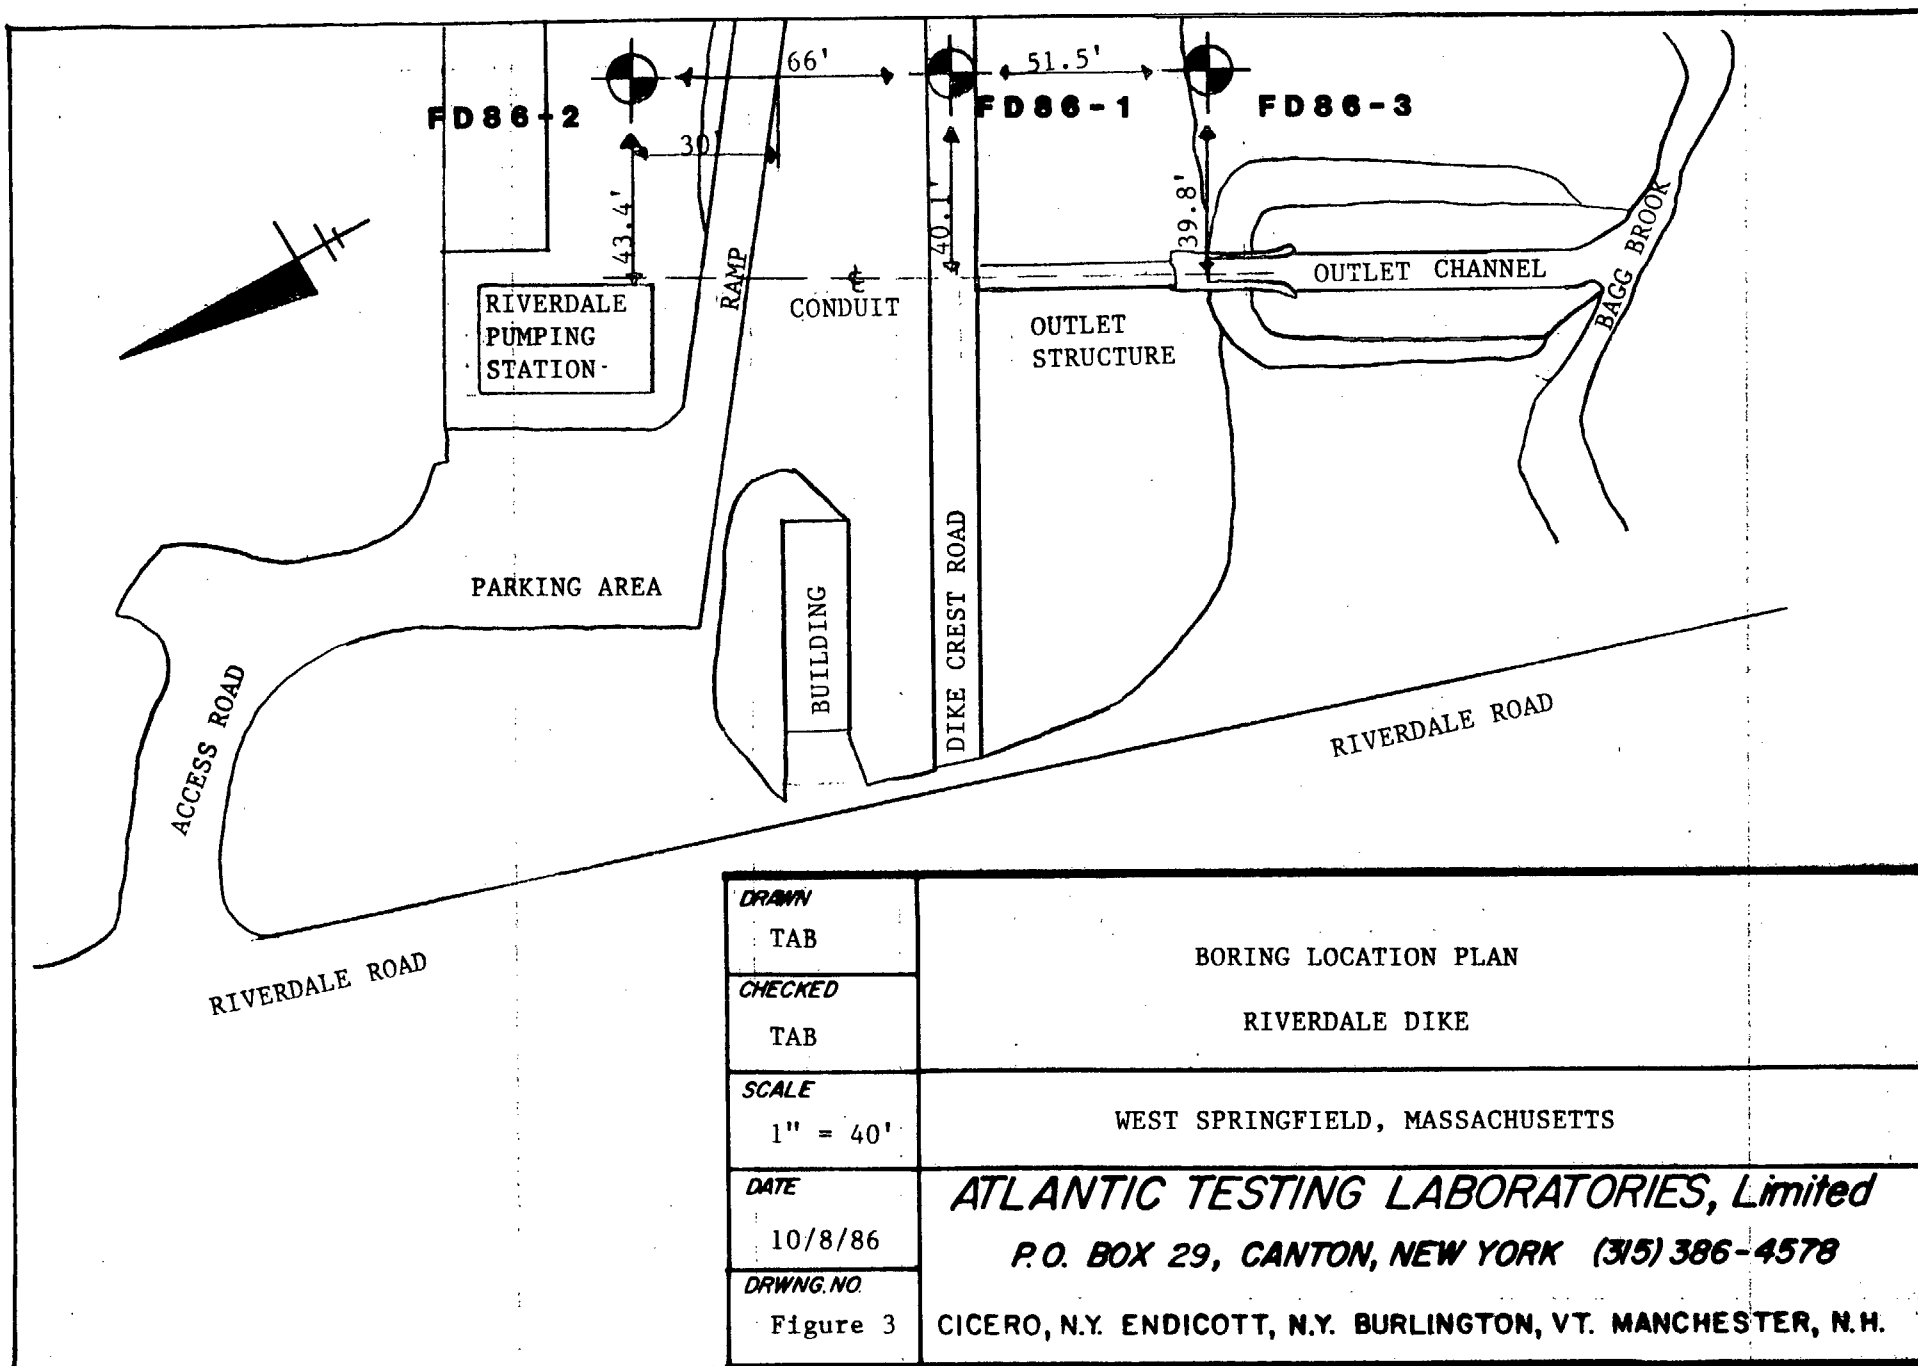 66'
51.5'
FD86-2
FD86-1
FD86-3
30'
43.4'
40.1'
39.8'
RAMP
BAGG BROOK
OUTLET CHANNEL
℄
CONDUIT
RIVERDALE
PUMPING
STATION
OUTLET
STRUCTURE
PARKING AREA
BUILDING
DIKE CREST ROAD
ACCESS ROAD
RIVERDALE ROAD
RIVERDALE ROAD
DRAWN
TAB
CHECKED
TAB
SCALE
1" = 40'
DATE
10/8/86
DRWNG. NO.
Figure 3
BORING LOCATION PLAN
RIVERDALE DIKE
WEST SPRINGFIELD, MASSACHUSETTS
ATLANTIC TESTING LABORATORIES, Limited
P.O. BOX 29, CANTON, NEW YORK (315) 386-4578
CICERO, N.Y. ENDICOTT, N.Y. BURLINGTON, VT. MANCHESTER, N.H.